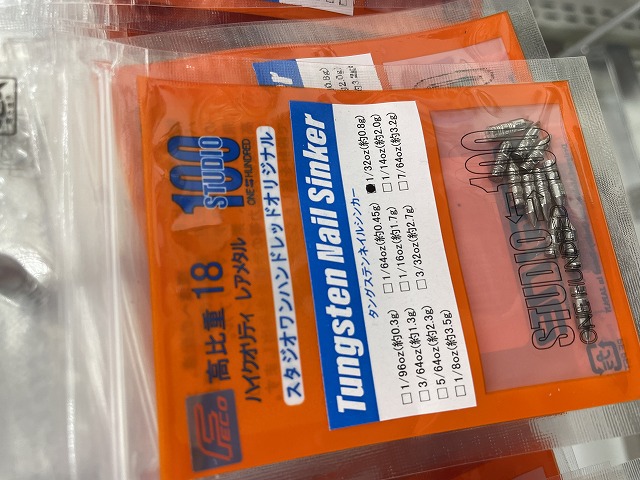 100
STUDIO
ONE⇔HUNDRED
スタジオワンハンドレッドオリジナル
高比重 18
ハイクオリティ レアメタル
FECO
Tungsten Nail Sinker
タングステンネイルシンカー
□1/96oz(約0.3g) □1/64oz(約0.45g) ●1/32oz(約0.8g)
□3/64oz(約1.3g) □1/16oz(約1.7g) □1/14oz(約2.0g)
□5/64oz(約2.3g) □3/32oz(約2.7g) □7/64oz(約3.2g)
□1/8oz(約3.5g)
STUDIO 100